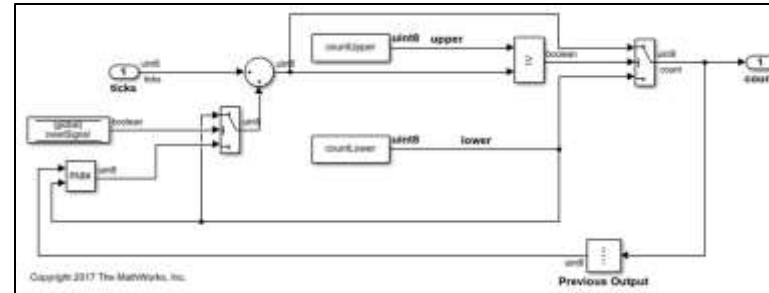 uint8 upper
countUpper
uint8
1
uint8
ticks
ticks
>=
boolean
uint8
count
1
coun
(global)
resetSignal
boolean
uint8
countLower
uint8 lower
max
uint8
uint8
Previous Output
Copyright 2017 The MathWorks, Inc.